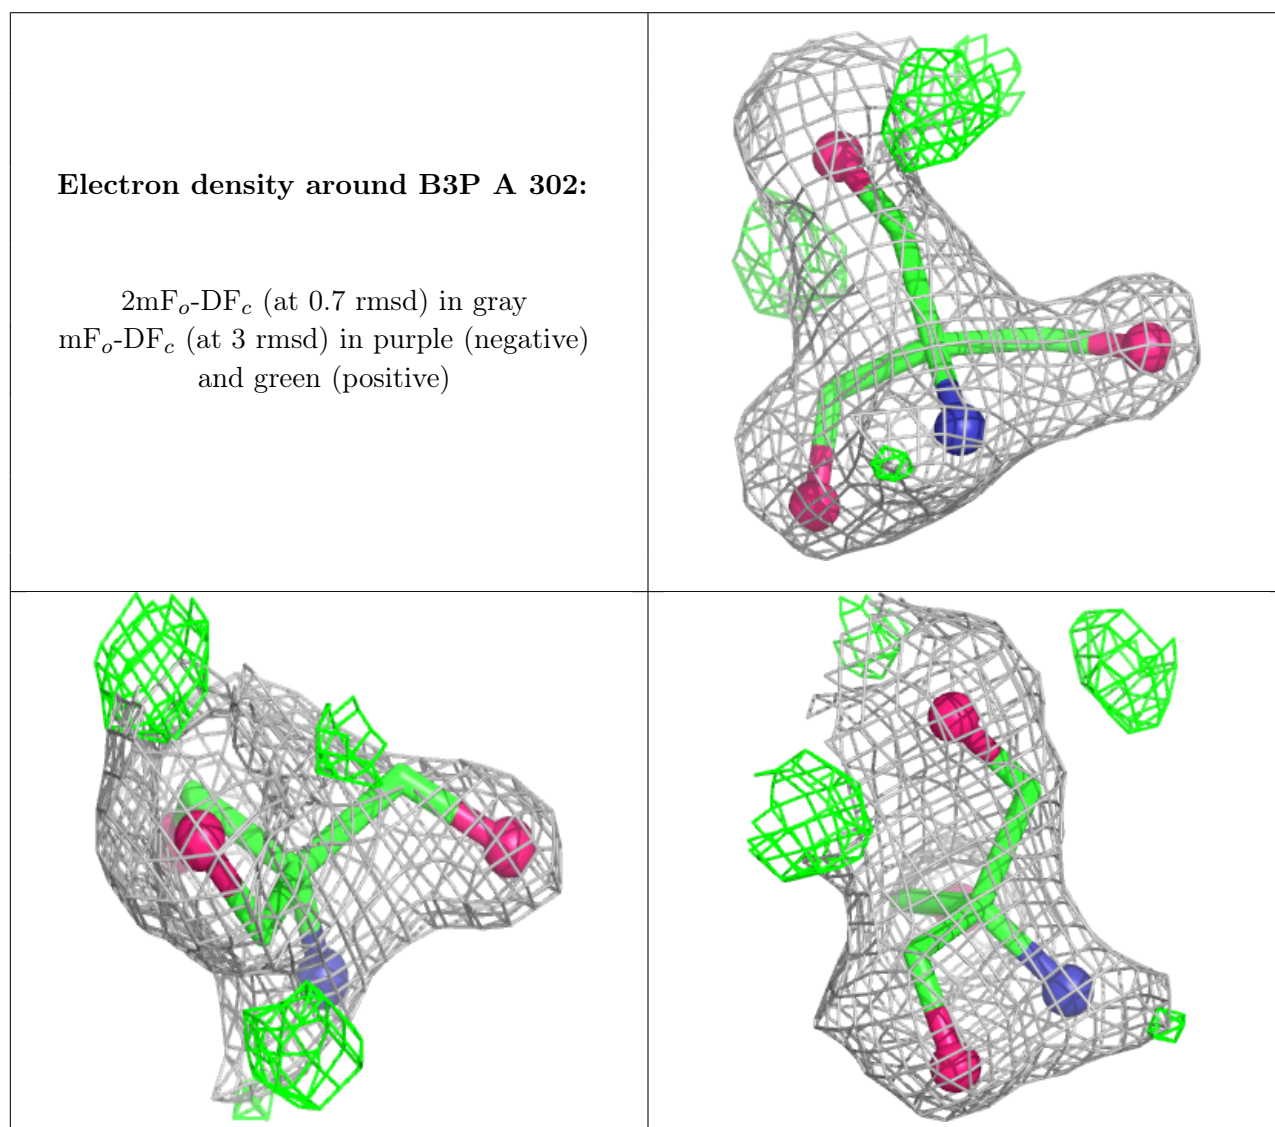 Electron density around B3P A 302:
2mFo-DFc (at 0.7 rmsd) in gray
mFo-DFc (at 3 rmsd) in purple (negative)
and green (positive)